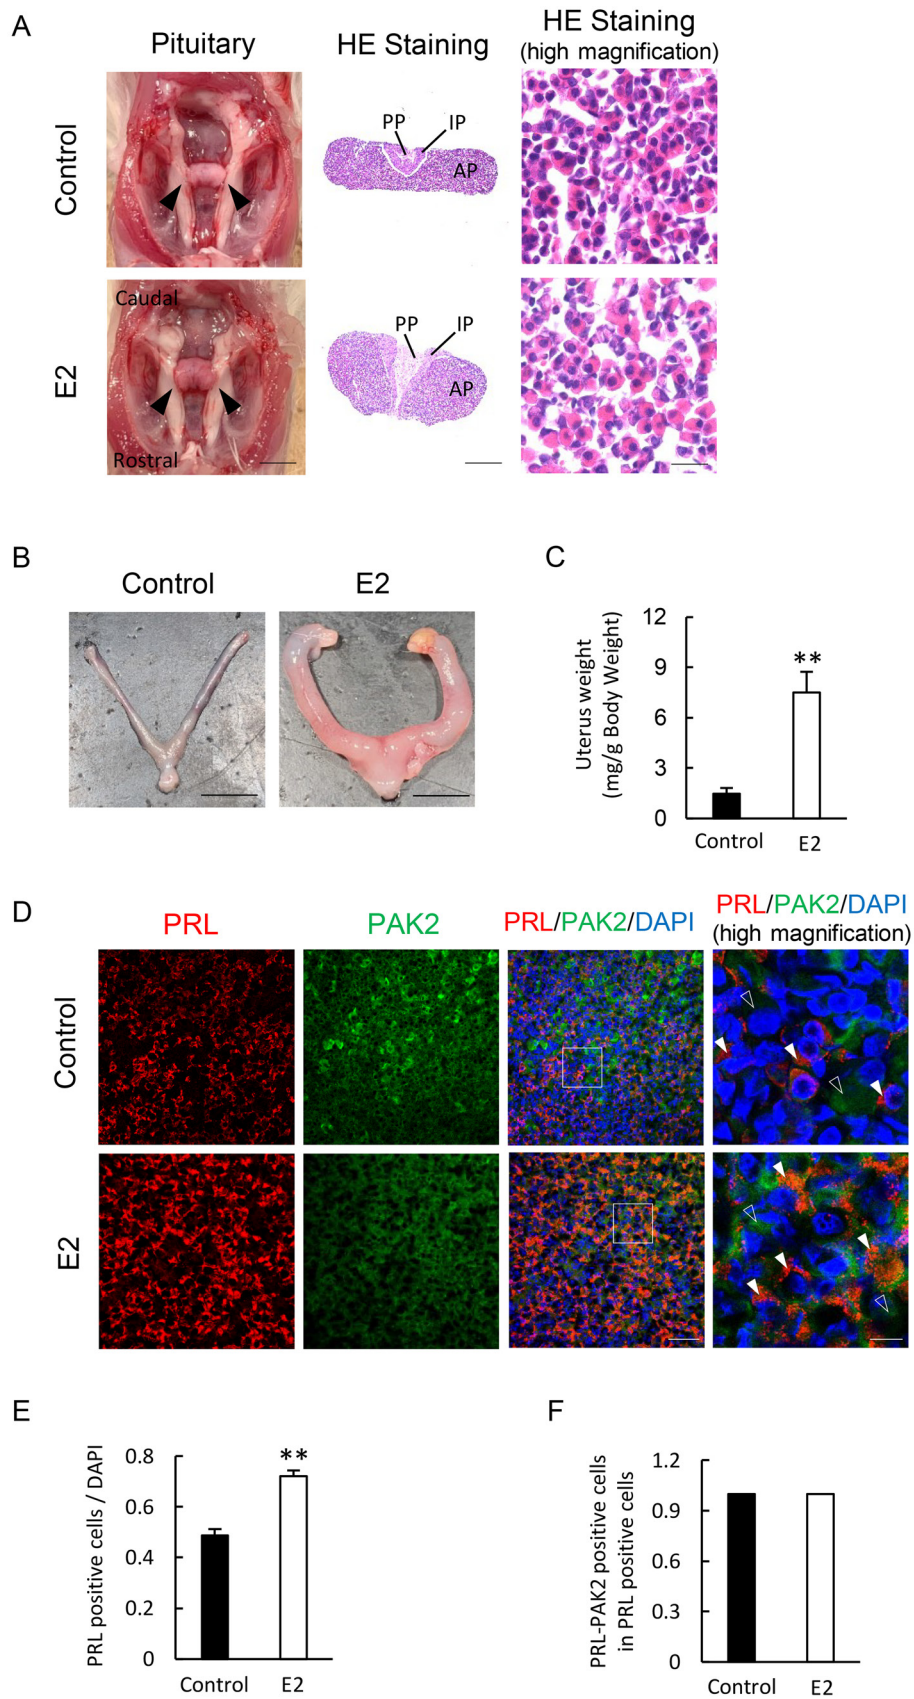 A
Pituitary
HE Staining
HE Staining
(high magnification)
Control
PP
IP
AP
E2
Caudal
Rostral
PP
IP
AP
B
Control
E2
C
Uterus weight
(mg/g Body Weight)
12
9
6
3
0
**
Control
E2
D
PRL
PAK2
PRL/PAK2/DAPI
PRL/PAK2/DAPI
(high magnification)
Control
E2
E
PRL positive cells / DAPI
0.8
0.6
0.4
0.2
0
**
Control
E2
F
PRL-PAK2 positive cells
in PRL positive cells
1.2
0.9
0.6
0.3
0
Control
E2